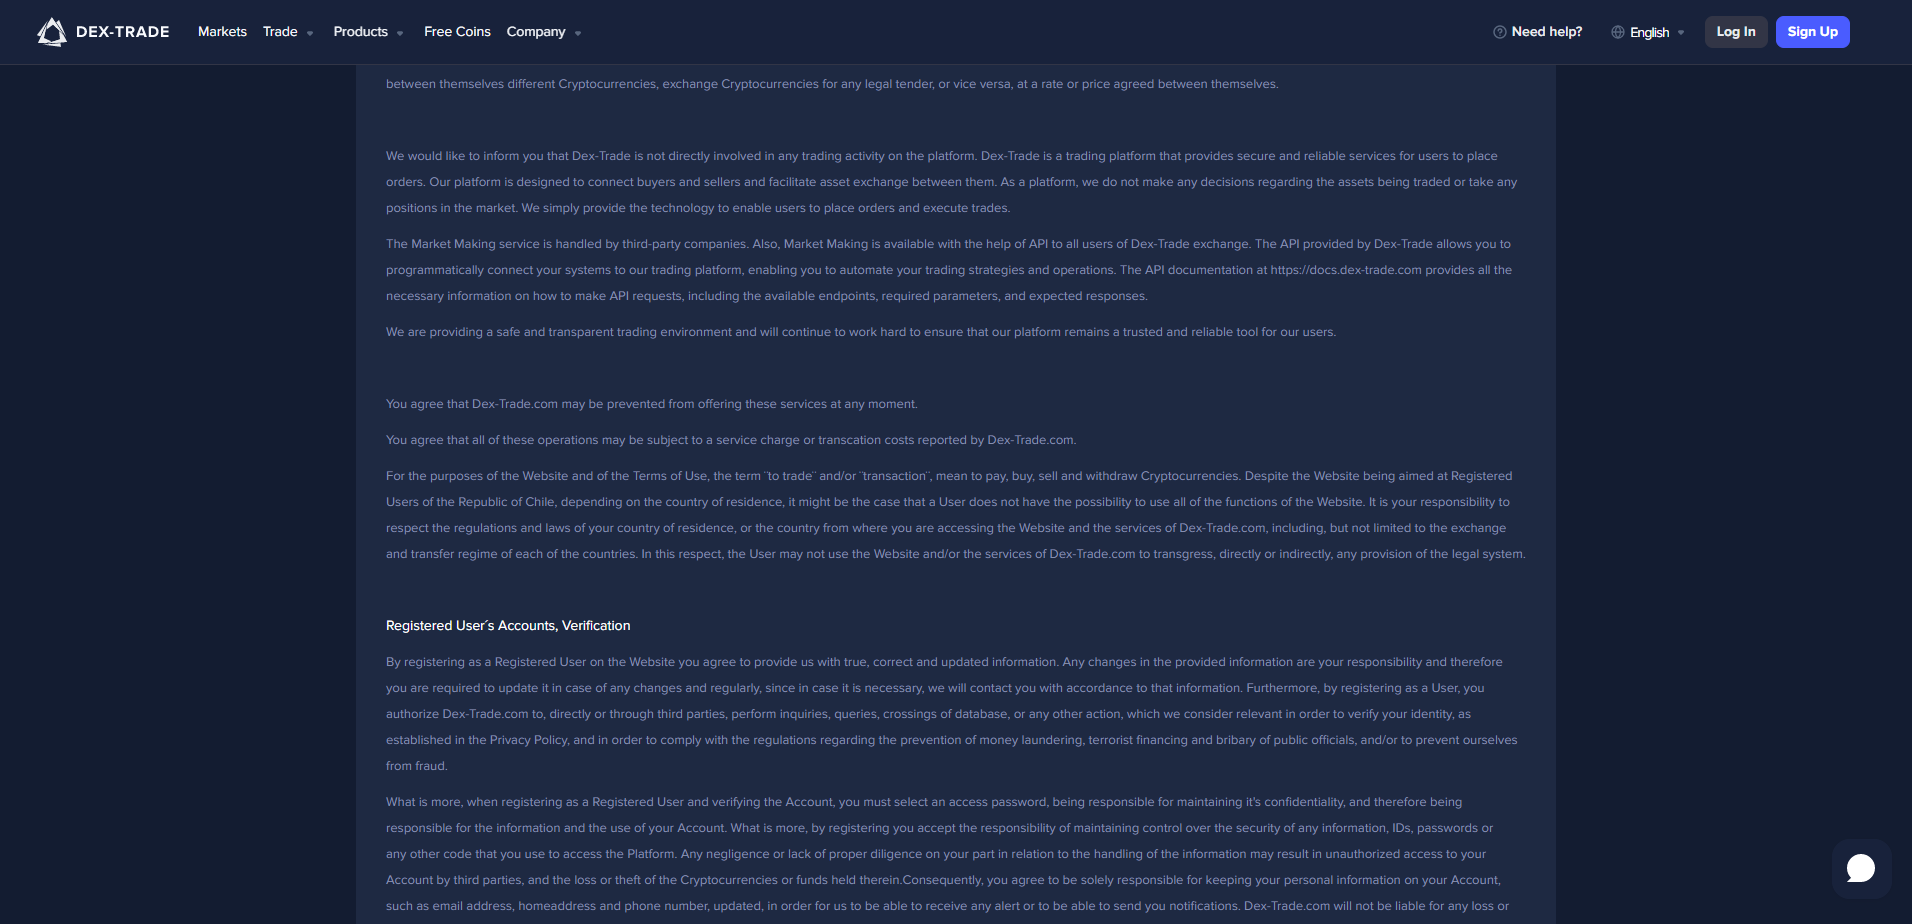 DEX-TRADE Markets Trade Products Free Coins Company Need help? English Log In Sign Up
between themselves different Cryptocurrencies, exchange Cryptocurrencies for any legal tender, or vice versa, at a rate or price agreed between themselves.
We would like to inform you that Dex-Trade is not directly involved in any trading activity on the platform. Dex-Trade is a trading platform that provides secure and reliable services for users to place
orders. Our platform is designed to connect buyers and sellers and facilitate asset exchange between them. As a platform, we do not make any decisions regarding the assets being traded or take any
positions in the market. We simply provide the technology to enable users to place orders and execute trades.
The Market Making service is handled by third-party companies. Also, Market Making is available with the help of API to all users of Dex-Trade exchange. The API provided by Dex-Trade allows you to
programmatically connect your systems to our trading platform, enabling you to automate your trading strategies and operations. The API documentation at https://docs.dex-trade.com provides all the
necessary information on how to make API requests, including the available endpoints, required parameters, and expected responses.
We are providing a safe and transparent trading environment and will continue to work hard to ensure that our platform remains a trusted and reliable tool for our users.
You agree that Dex-Trade.com may be prevented from offering these services at any moment.
You agree that all of these operations may be subject to a service charge or transcation costs reported by Dex-Trade.com.
For the purposes of the Website and of the Terms of Use, the term ¨to trade¨ and/or ¨transaction¨, mean to pay, buy, sell and withdraw Cryptocurrencies. Despite the Website being aimed at Registered
Users of the Republic of Chile, depending on the country of residence, it might be the case that a User does not have the possibility to use all of the functions of the Website. It is your responsibility to
respect the regulations and laws of your country of residence, or the country from where you are accessing the Website and the services of Dex-Trade.com, including, but not limited to the exchange
and transfer regime of each of the countries. In this respect, the User may not use the Website and/or the services of Dex-Trade.com to transgress, directly or indirectly, any provision of the legal system.
Registered User´s Accounts, Verification
By registering as a Registered User on the Website you agree to provide us with true, correct and updated information. Any changes in the provided information are your responsibility and therefore
you are required to update it in case of any changes and regularly, since in case it is necessary, we will contact you with accordance to that information. Furthermore, by registering as a User, you
authorize Dex-Trade.com to, directly or through third parties, perform inquiries, queries, crossings of database, or any other action, which we consider relevant in order to verify your identity, as
established in the Privacy Policy, and in order to comply with the regulations regarding the prevention of money laundering, terrorist financing and bribary of public officials, and/or to prevent ourselves
from fraud.
What is more, when registering as a Registered User and verifying the Account, you must select an access password, being responsible for maintaining it's confidentiality, and therefore being
responsible for the information and the use of your Account. What is more, by registering you accept the responsibility of maintaining control over the security of any information, IDs, passwords or
any other code that you use to access the Platform. Any negligence or lack of proper diligence on your part in relation to the handling of the information may result in unauthorized access to your
Account by third parties, and the loss or theft of the Cryptocurrencies or funds held therein.Consequently, you agree to be solely responsible for keeping your personal information on your Account,
such as email address, homeaddress and phone number, updated, in order for us to be able to receive any alert or to be able to send you notifications. Dex-Trade.com will not be liable for any loss or